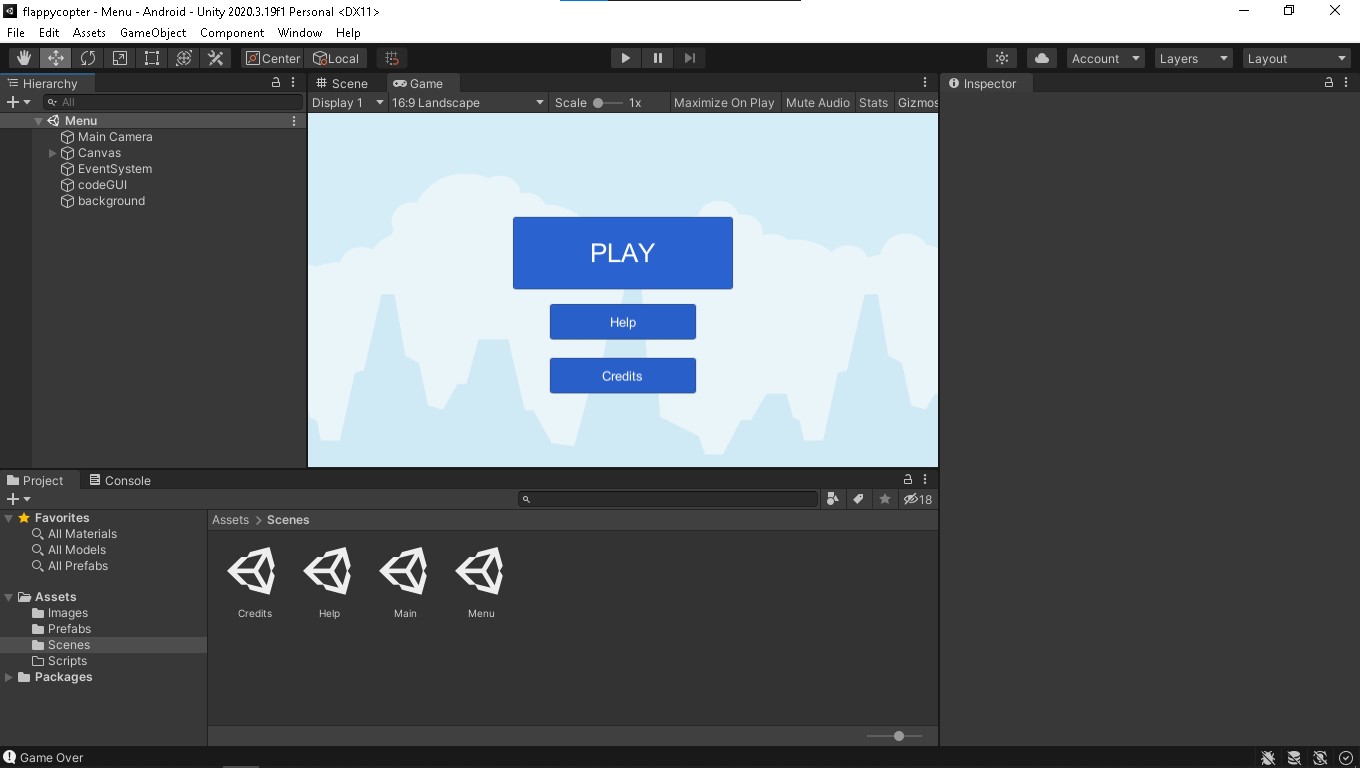 flappycopter - Menu - Android - Unity 2020.3.19f1 Personal <DX11>
File Edit Assets GameObject Component Window Help
Center Local Account Layers Layout
Hierarchy
All
Menu
Main Camera
Canvas
EventSystem
codeGUI
background
Scene Game
Display 1 16:9 Landscape Scale 1x Maximize On Play Mute Audio Stats Gizmos
PLAY
Help
Credits
Inspector
Project Console
18
Favorites
All Materials
All Models
All Prefabs
Assets
Images
Prefabs
Scenes
Scripts
Packages
Assets > Scenes
Credits Help Main Menu
Game Over